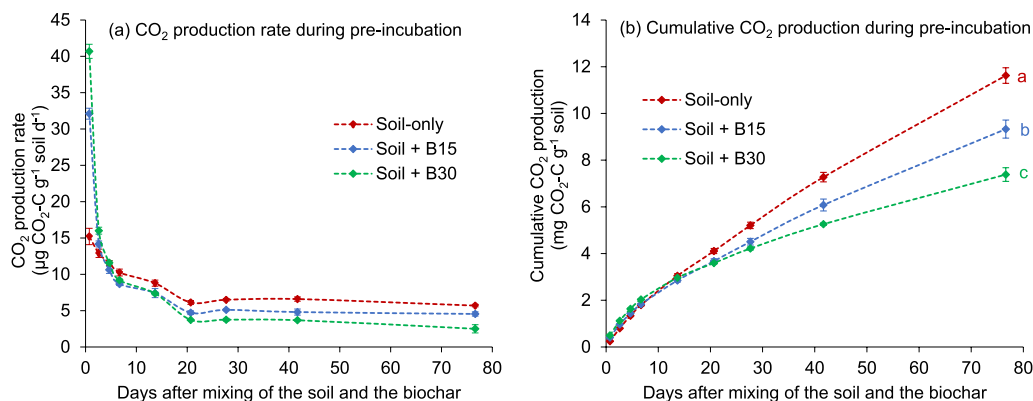 (a) CO₂ production rate during pre-incubation
CO₂ production rate
(µg CO₂-C g⁻¹ soil d⁻¹)
45
40
35
30
25
20
15
10
5
0
Soil-only
Soil + B15
Soil + B30
0 10 20 30 40 50 60 70 80
Days after mixing of the soil and the biochar
(b) Cumulative CO₂ production during pre-incubation
Cumulative CO₂ production
(mg CO₂-C g⁻¹ soil)
14
12
10
8
6
4
2
0
Soil-only
Soil + B15
Soil + B30
a
b
c
0 10 20 30 40 50 60 70 80
Days after mixing of the soil and the biochar